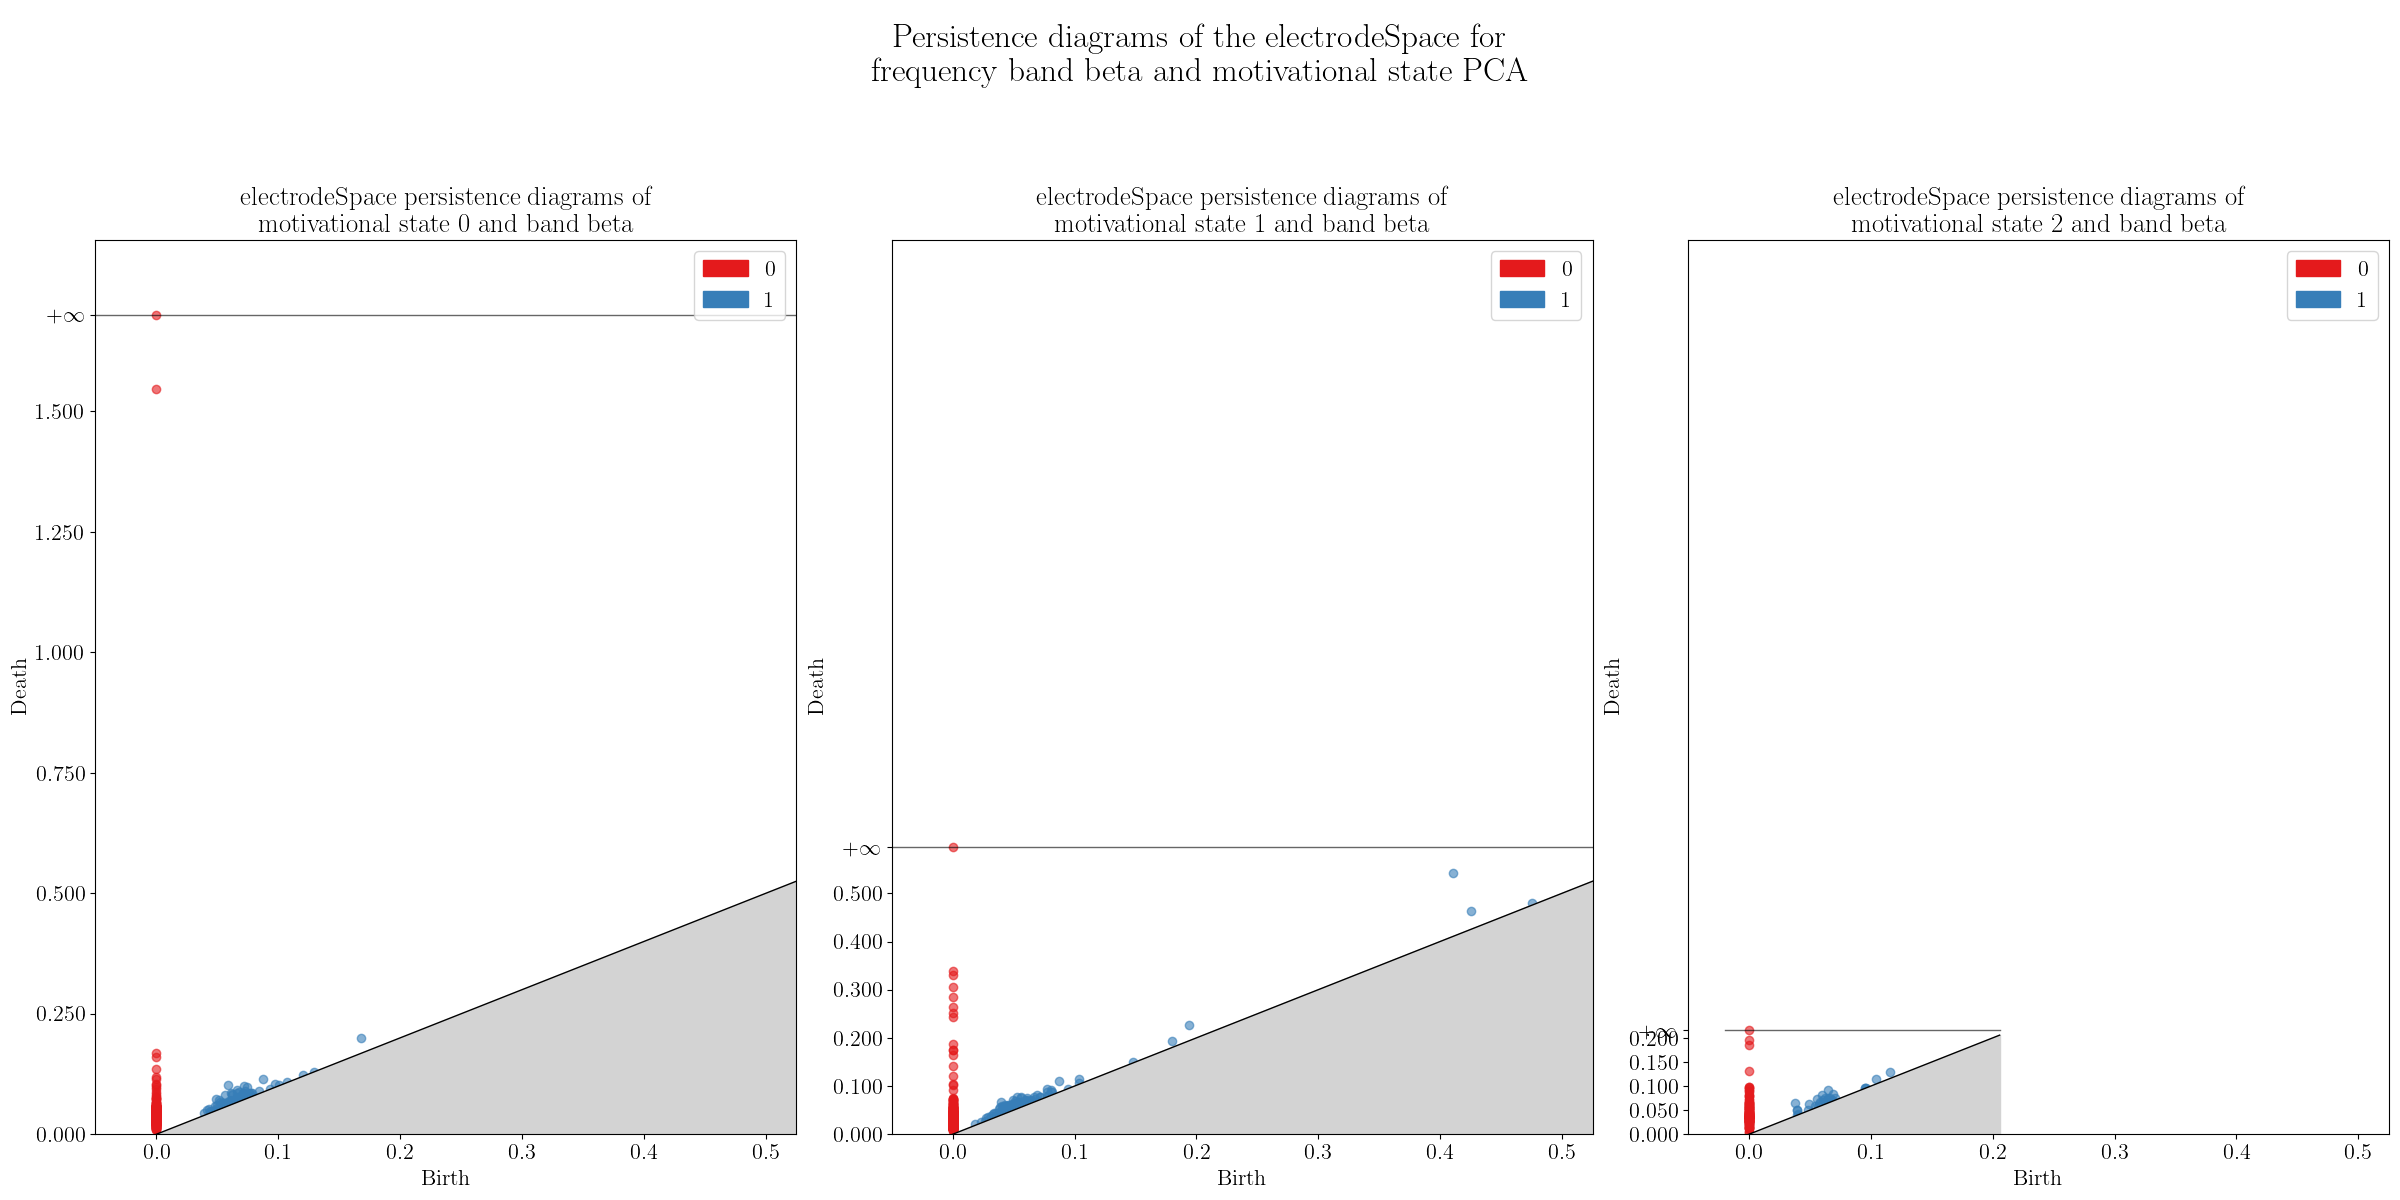 Persistence diagrams of the electrodeSpace for
frequency band beta and motivational state PCA
electrodeSpace persistence diagrams of
motivational state 0 and band beta
0
1
+∞
1.500
1.250
1.000
0.750
0.500
0.250
0.000
Death
0.0 0.1 0.2 0.3 0.4 0.5
Birth
electrodeSpace persistence diagrams of
motivational state 1 and band beta
0
1
+∞
0.500
0.400
0.300
0.200
0.100
0.000
Death
0.0 0.1 0.2 0.3 0.4 0.5
Birth
electrodeSpace persistence diagrams of
motivational state 2 and band beta
0
1
+∞
0.200
0.150
0.100
0.050
0.000
Death
0.0 0.1 0.2 0.3 0.4 0.5
Birth